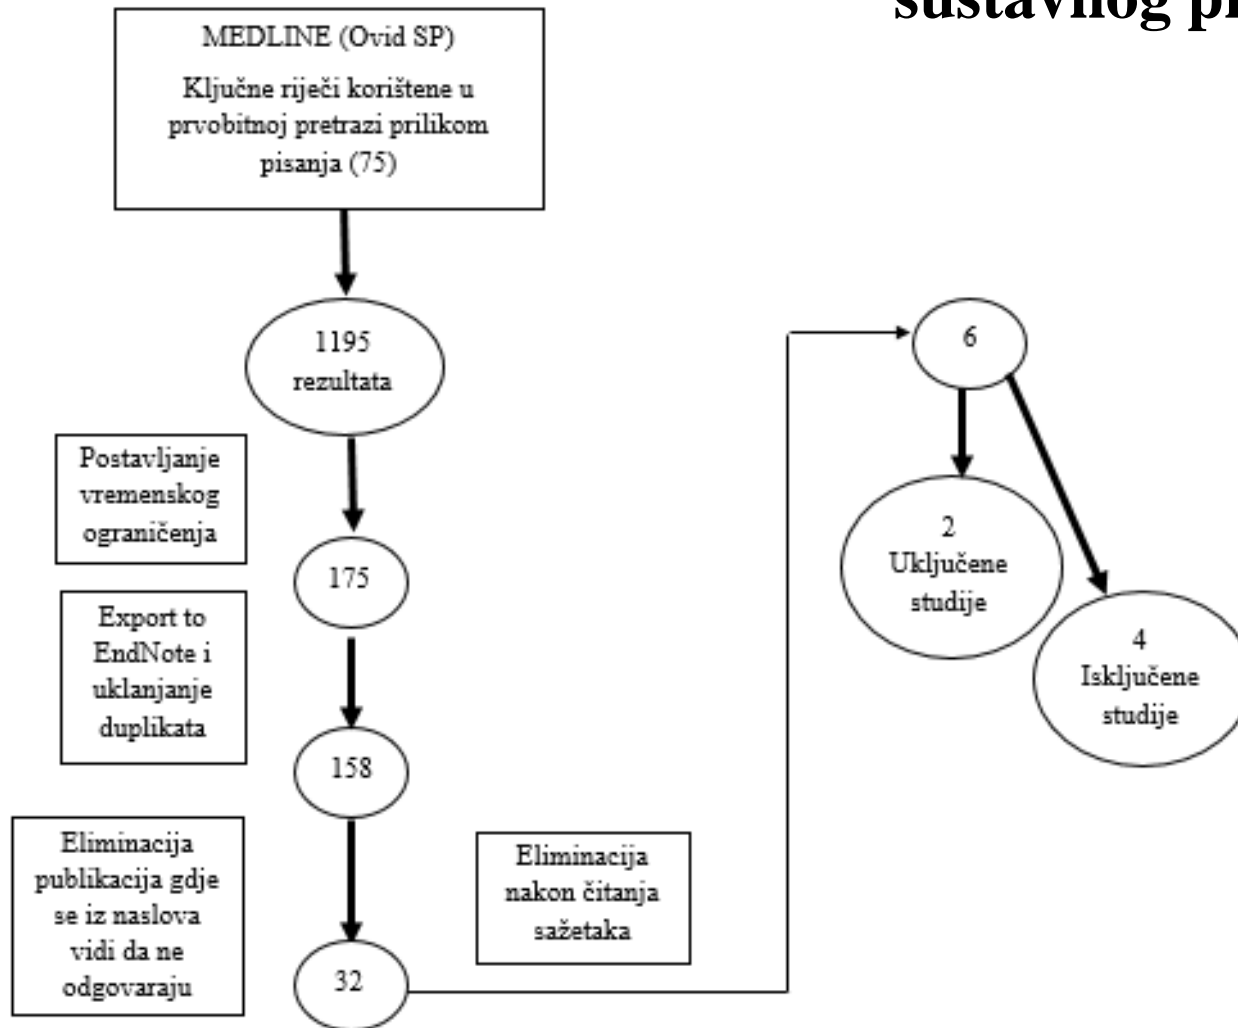 sustavnog p
MEDLINE (Ovid SP)
Ključne riječi korištene u
prvobitnoj pretrazi prilikom
pisanja (75)
1195
rezultata
Postavljanje
vremenskog
ograničenja
175
Export to
EndNote i
uklanjanje
duplikata
158
Eliminacija
publikacija gdje
se iz naslova
vidi da ne
odgovaraju
32
Eliminacija
nakon čitanja
sažetaka
6
2
Uključene
studije
4
Isključene
studije